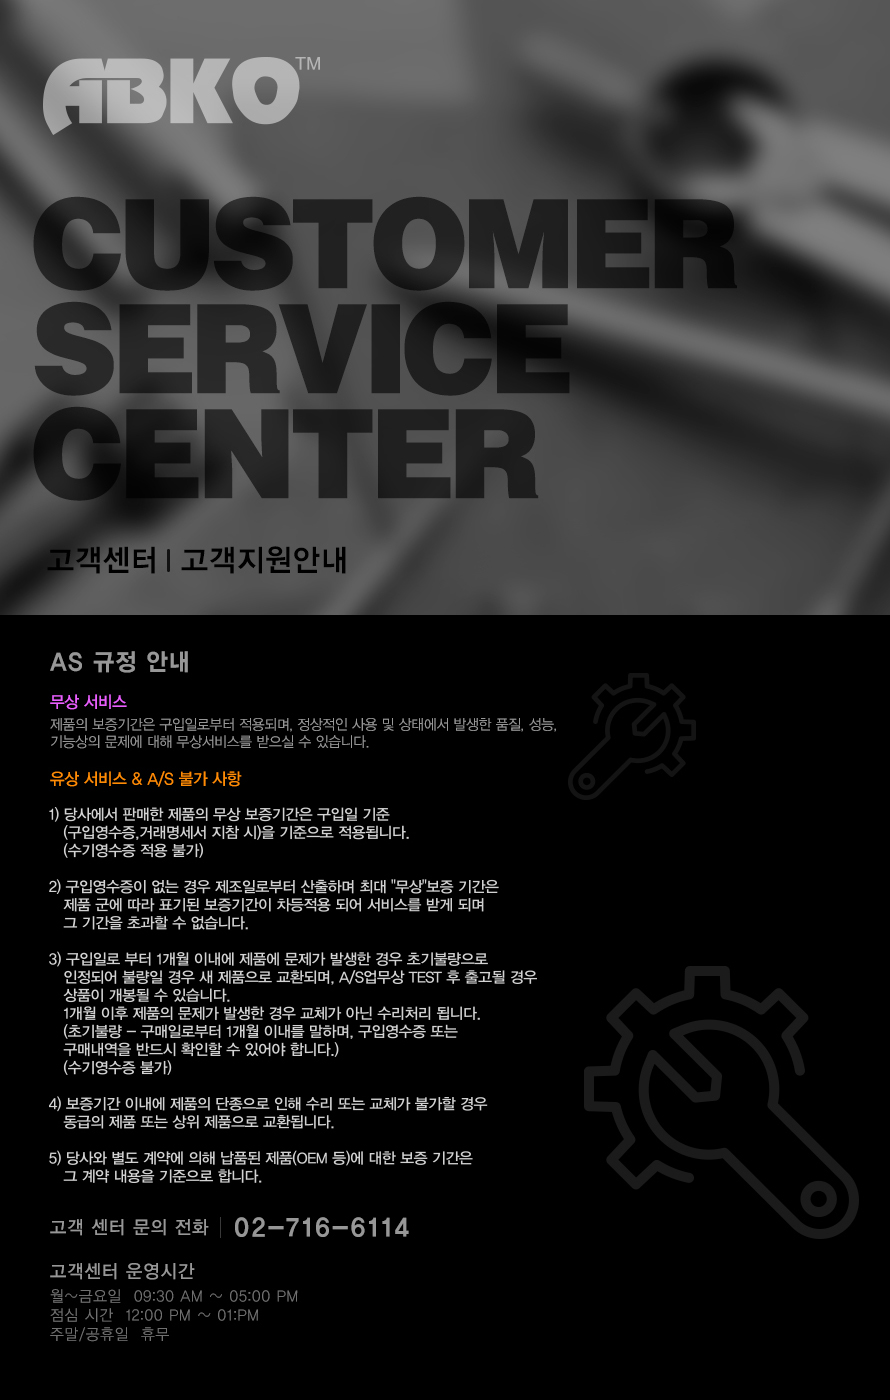 ABKO TM
CUSTOMER
SERVICE
CENTER
고객센터 | 고객지원안내
AS 규정 안내
무상 서비스
제품의 보증기간은 구입일로부터 적용되며, 정상적인 사용 및 상태에서 발생한 품질, 성능,
기능상의 문제에 대해 무상서비스를 받으실 수 있습니다.
유상 서비스 & A/S 불가 사항
1) 당사에서 판매한 제품의 무상 보증기간은 구입일 기준
(구입영수증,거래명세서 지참 시)을 기준으로 적용됩니다.
(수기영수증 적용 불가)
2) 구입영수증이 없는 경우 제조일로부터 산출하며 최대 "무상"보증 기간은
제품 군에 따라 표기된 보증기간이 차등적용 되어 서비스를 받게 되며
그 기간을 초과할 수 없습니다.
3) 구입일로 부터 1개월 이내에 제품에 문제가 발생한 경우 초기불량으로
인정되어 불량일 경우 새 제품으로 교환되며, A/S업무상 TEST 후 출고될 경우
상품이 개봉될 수 있습니다.
1개월 이후 제품의 문제가 발생한 경우 교체가 아닌 수리처리 됩니다.
(초기불량 – 구매일로부터 1개월 이내를 말하며, 구입영수증 또는
구매내역을 반드시 확인할 수 있어야 합니다.)
(수기영수증 불가)
4) 보증기간 이내에 제품의 단종으로 인해 수리 또는 교체가 불가할 경우
동급의 제품 또는 상위 제품으로 교환됩니다.
5) 당사와 별도 계약에 의해 납품된 제품(OEM 등)에 대한 보증 기간은
그 계약 내용을 기준으로 합니다.
고객 센터 문의 전화 | 02-716-6114
고객센터 운영시간
월~금요일 09:30 AM ~ 05:00 PM
점심 시간 12:00 PM ~ 01:PM
주말/공휴일 휴무